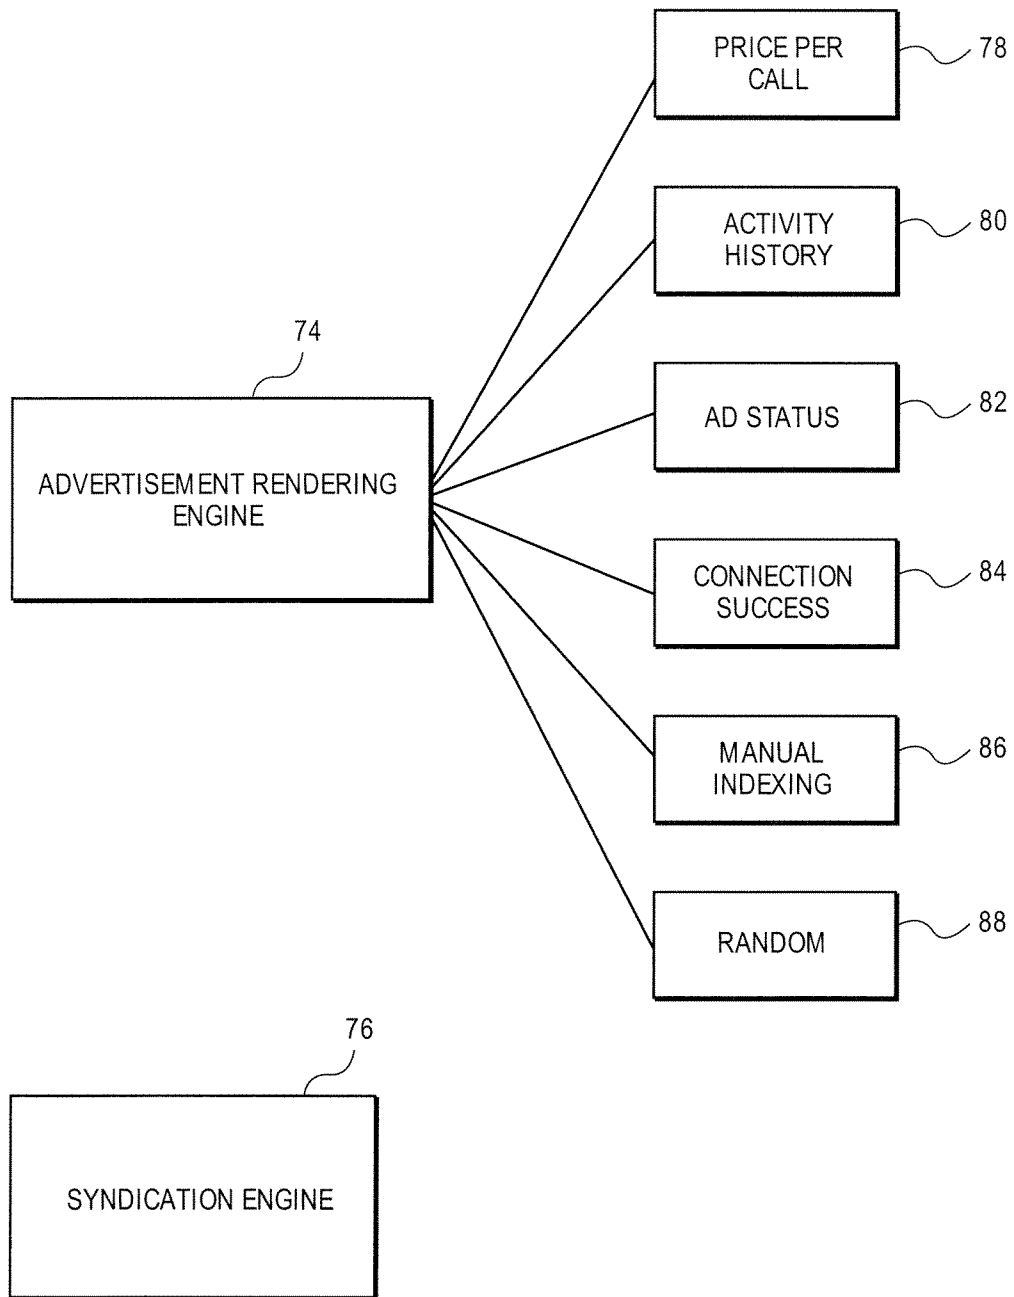 PRICE PER
CALL
78
ACTIVITY
HISTORY
80
74
ADVERTISEMENT RENDERING
ENGINE
AD STATUS
82
CONNECTION
SUCCESS
84
MANUAL
INDEXING
86
RANDOM
88
76
SYNDICATION ENGINE